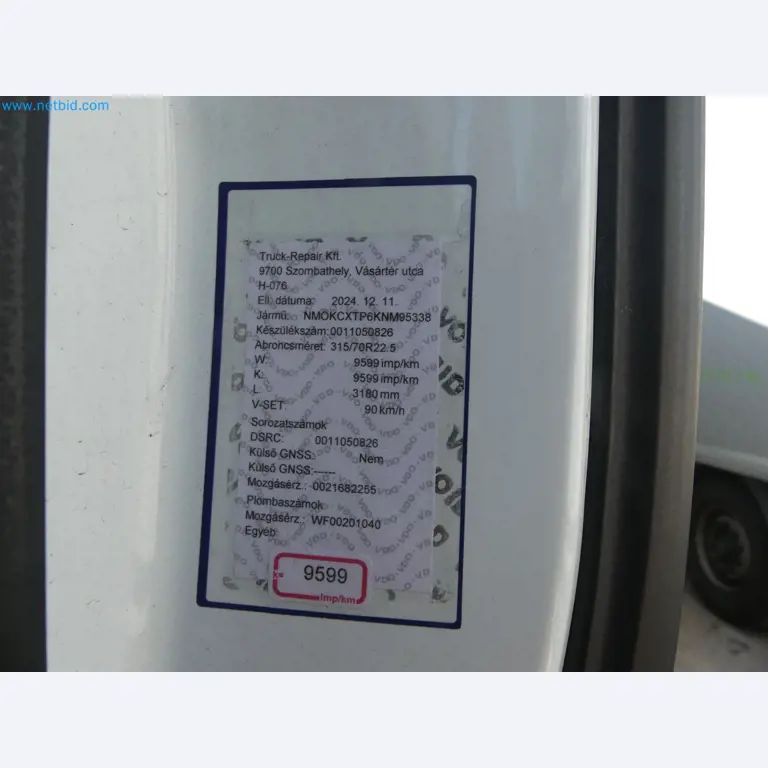 www.netbid.com
Truck-Repair Kft.
9700 Szombathely, Vásártér utca
H-076
Ell. dátuma: 2024. 12. 11.
Jármű: NMOKCXTP6KNM95338
Készülékszám:0011050826
Abroncsméret: 315/70R22.5
W: 9599 imp/km
K: 9599 imp/km
L: 3180 mm
V-SET: 90 km/h
Sorozatszámok
DSRC: 0011050826
Külső GNSS: Nem
Külső GNSS:------
Mozgásérz.: 0021682255
Plombaszámok
Mozgásérz.: WF00201040
Egyéb:
k= 9599
imp/km
VOID
VDO